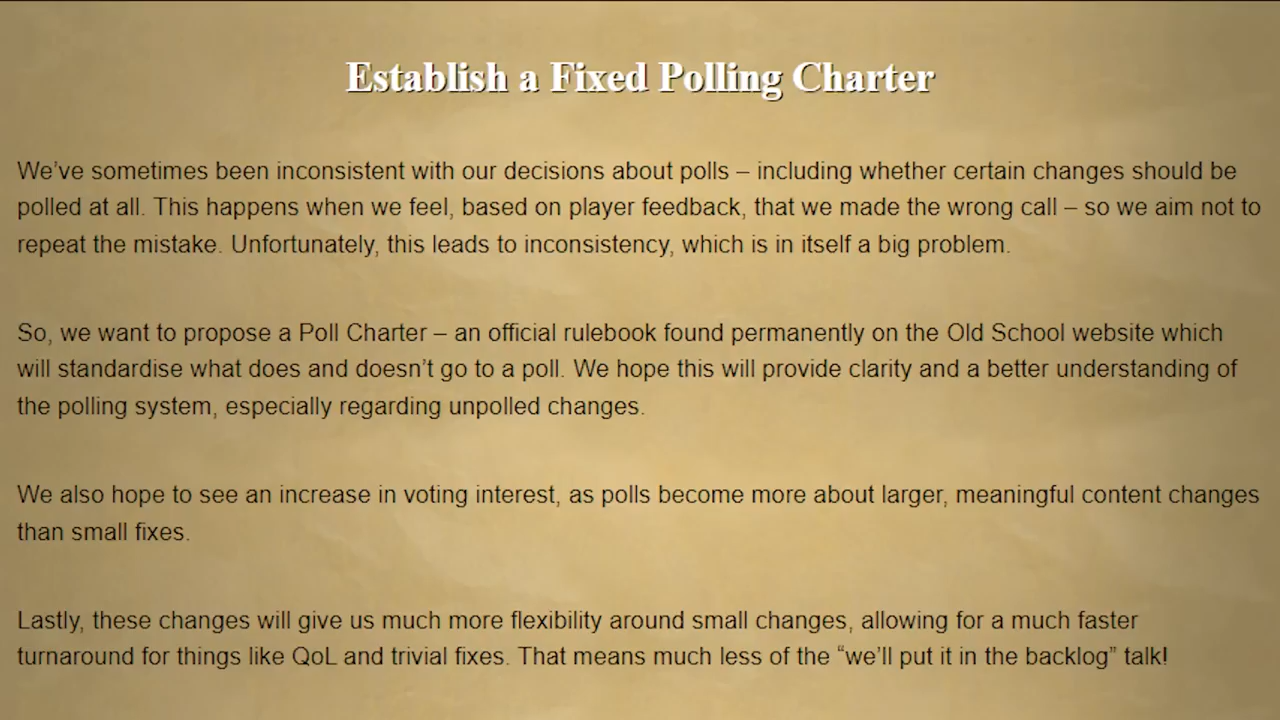 Establish a Fixed Polling Charter
We’ve sometimes been inconsistent with our decisions about polls – including whether certain changes should be
polled at all. This happens when we feel, based on player feedback, that we made the wrong call – so we aim not to
repeat the mistake. Unfortunately, this leads to inconsistency, which is in itself a big problem.
So, we want to propose a Poll Charter – an official rulebook found permanently on the Old School website which
will standardise what does and doesn’t go to a poll. We hope this will provide clarity and a better understanding of
the polling system, especially regarding unpolled changes.
We also hope to see an increase in voting interest, as polls become more about larger, meaningful content changes
than small fixes.
Lastly, these changes will give us much more flexibility around small changes, allowing for a much faster
turnaround for things like QoL and trivial fixes. That means much less of the “we’ll put it in the backlog” talk!